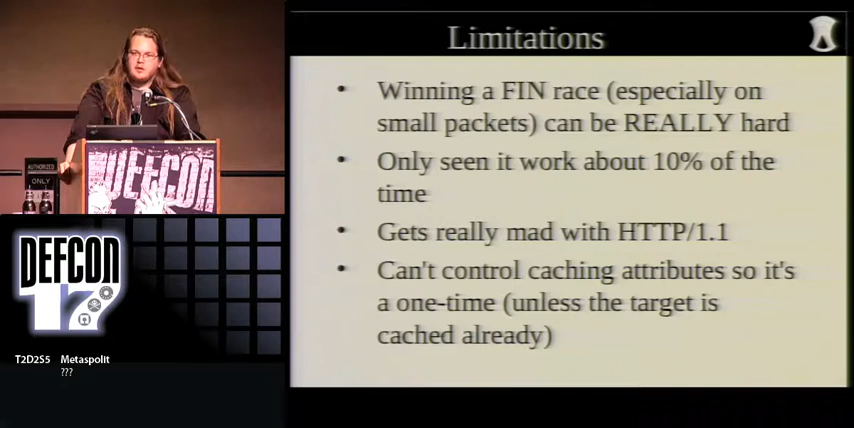 Limitations
• Winning a FIN race (especially on
small packets) can be REALLY hard
• Only seen it work about 10% of the
time
• Gets really mad with HTTP/1.1
• Can't control caching attributes so it's
a one-time (unless the target is
cached already)
AUTHORIZED
ONLY
DEFCON
DEFCON
17
T2D2S5 Metaspolit
???